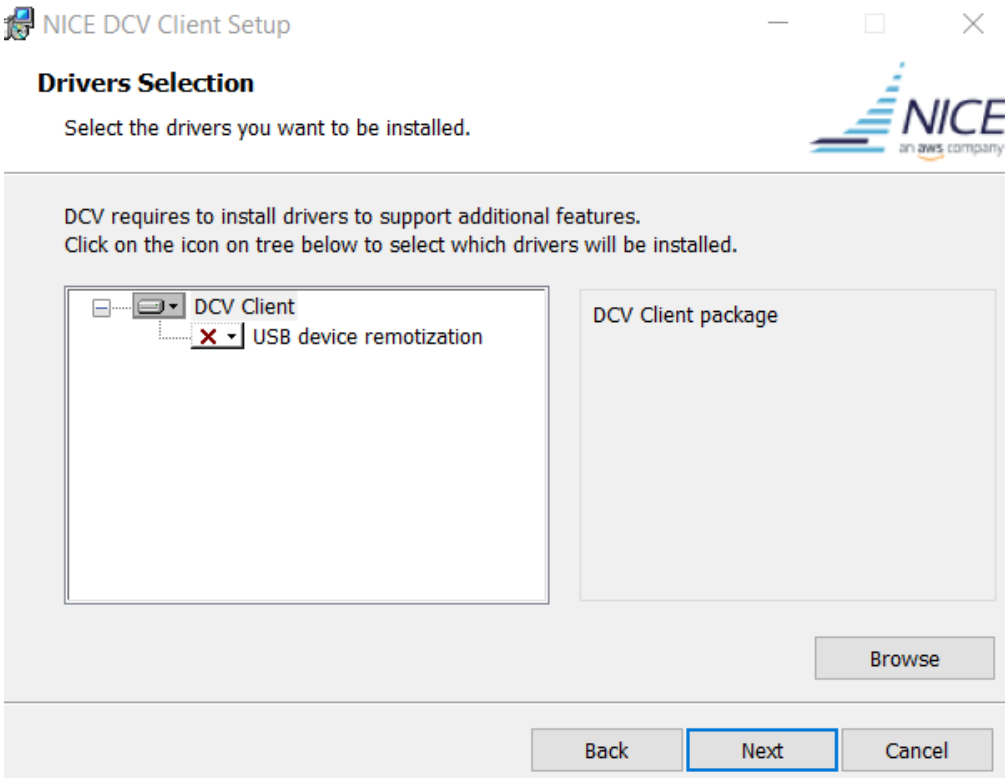 NICE DCV Client Setup
Drivers Selection
Select the drivers you want to be installed.
NICE
an aws company
DCV requires to install drivers to support additional features.
Click on the icon on tree below to select which drivers will be installed.
DCV Client
USB device remotization
DCV Client package
Browse
Back
Next
Cancel